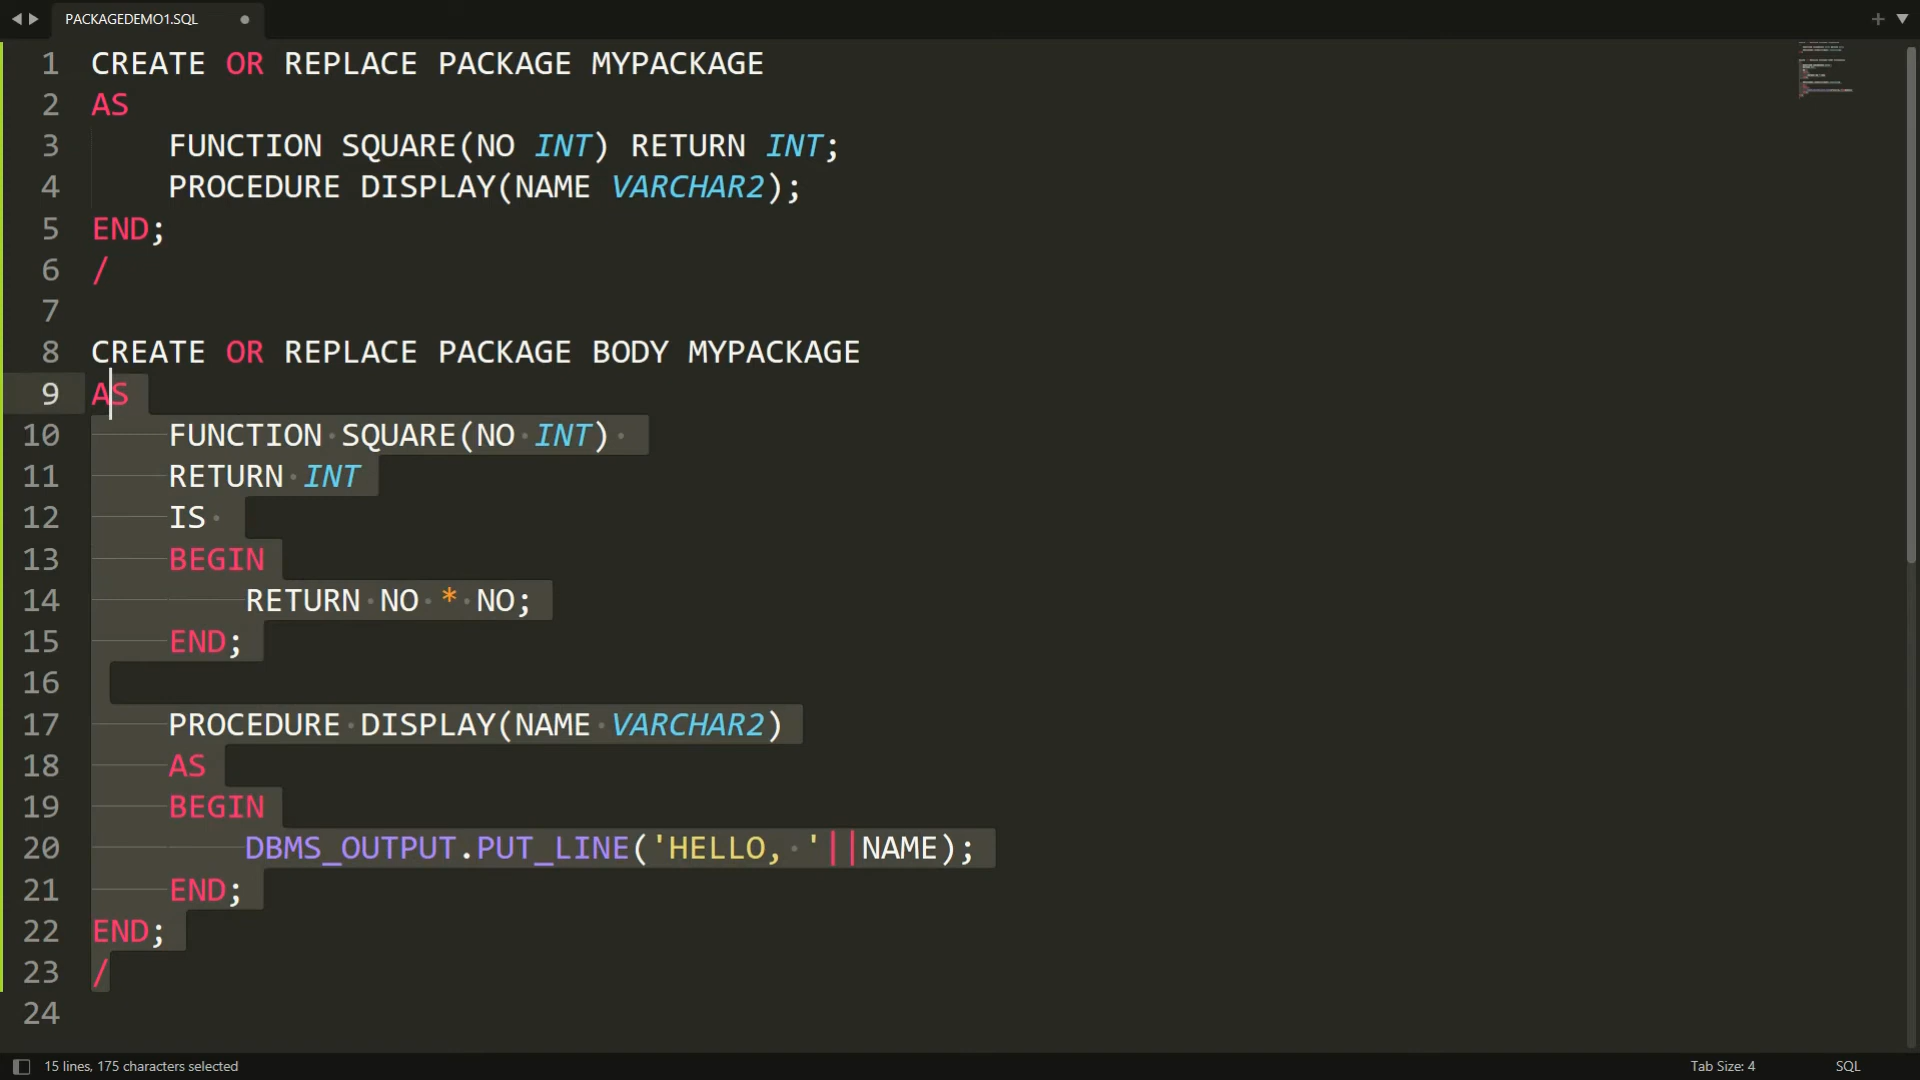 PACKAGEDEMO1.SQL
1 CREATE OR REPLACE PACKAGE MYPACKAGE
2 AS
3 FUNCTION SQUARE(NO INT) RETURN INT;
4 PROCEDURE DISPLAY(NAME VARCHAR2);
5 END;
6 /
7
8 CREATE OR REPLACE PACKAGE BODY MYPACKAGE
9 AS
10 FUNCTION SQUARE(NO INT)
11 RETURN INT
12 IS
13 BEGIN
14 RETURN NO * NO;
15 END;
16
17 PROCEDURE DISPLAY(NAME VARCHAR2)
18 AS
19 BEGIN
20 DBMS_OUTPUT.PUT_LINE('HELLO, '||NAME);
21 END;
22 END;
23 /
24
15 lines, 175 characters selected Tab Size: 4 SQL